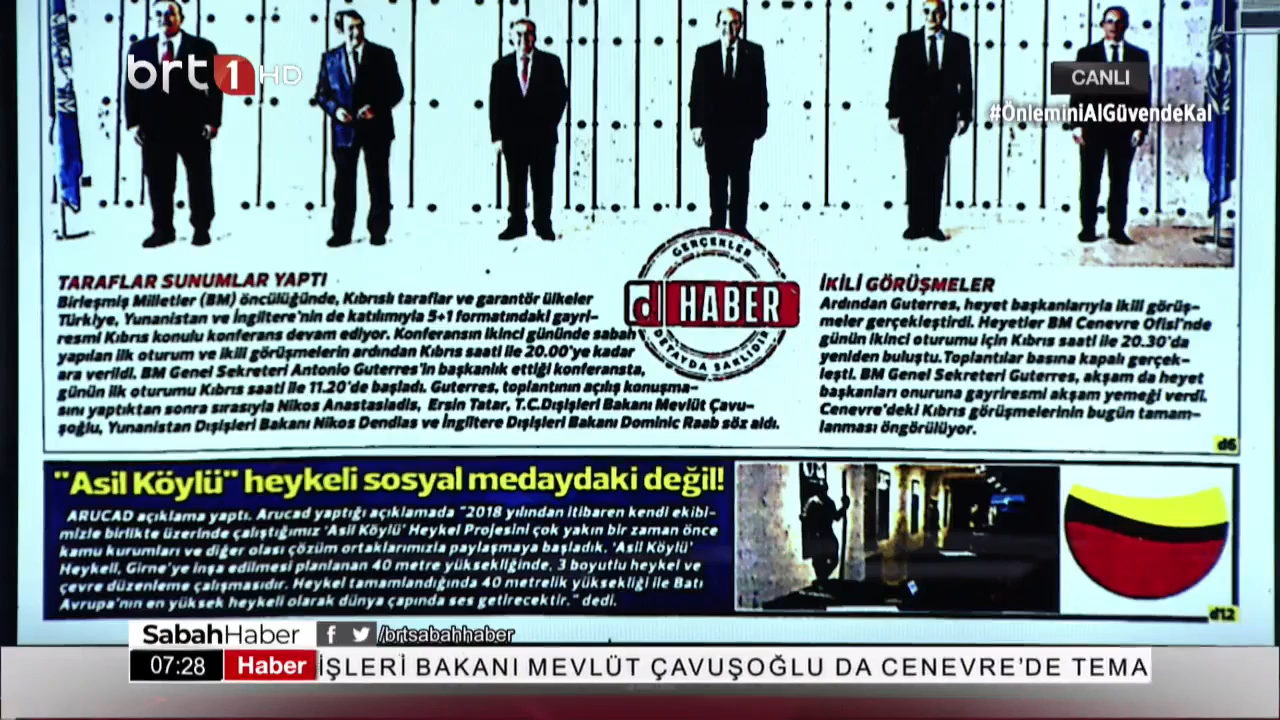 brt 1 HD
CANLI
#ÖnleminiAlGüvendeKal
TARAFLAR SUNUMLAR YAPTI
Birleşmiş Milletler (BM) öncülüğünde, Kıbrıslı taraflar ve garantör ülkeler
Türkiye, Yunanistan ve İngiltere'nin de katılımıyla 5+1 formatındaki gayri-
resmi Kıbrıs konulu konferans devam ediyor. Konferansın ikinci gününde sabah
yapılan ilk oturum ve ikili görüşmelerin ardından Kıbrıs saati ile 20.00'ye kadar
ara verildi. BM Genel Sekreteri Antonio Guterres'in başkanlık ettiği konferansta,
günün ilk oturumu Kıbrıs saati ile 11.20'de başladı. Guterres, toplantının açılış konuşma-
sını yaptıktan sonra sırasıyla Nikos Anastasiadis, Ersin Tatar, T.C.Dışişleri Bakanı Mevlüt Çavu-
şoğlu, Yunanistan Dışişleri Bakanı Nikos Dendias ve İngiltere Dışişleri Bakanı Dominic Raab söz aldı.
GERÇEKLER
d HABER
DETAYDA SAKLIDIR
İKİLİ GÖRÜŞMELER
Ardından Guterres, heyet başkanlarıyla ikili görüş-
meler gerçekleştirdi. Heyetler BM Cenevre Ofisi'nde
günün ikinci oturumu için Kıbrıs saati ile 20.30'da
yeniden buluştu. Toplantılar basına kapalı gerçek-
leşti. BM Genel Sekreteri Guterres, akşam da heyet
başkanları onuruna gayriresmi akşam yemeği verdi.
Cenevre'deki Kıbrıs görüşmelerinin bugün tamam-
lanması öngörülüyor.
d6
"Asil Köylü" heykeli sosyal medaydaki değil!
ARUCAD açıklama yaptı. Arucad yaptığı açıklamada "2018 yılından itibaren kendi ekibi-
mizle birlikte üzerinde çalıştığımız 'Asil Köylü' Heykel Projesini çok yakın bir zaman önce
kamu kurumları ve diğer olası çözüm ortaklarımızla paylaşmaya başladık. 'Asil Köylü'
Heykeli, Girne'ye inşa edilmesi planlanan 40 metre yüksekliğinde, 3 boyutlu heykel ve
çevre düzenleme çalışmasıdır. Heykel tamamlandığında 40 metrelik yüksekliği ile Batı
Avrupa'nın en yüksek heykeli olarak dünya çapında ses getirecektir." dedi.
d12
SabahHaber f /brtsabahhaber
07:28 Haber İŞLERİ BAKANI MEVLÜT ÇAVUŞOĞLU DA CENEVRE'DE TEMA